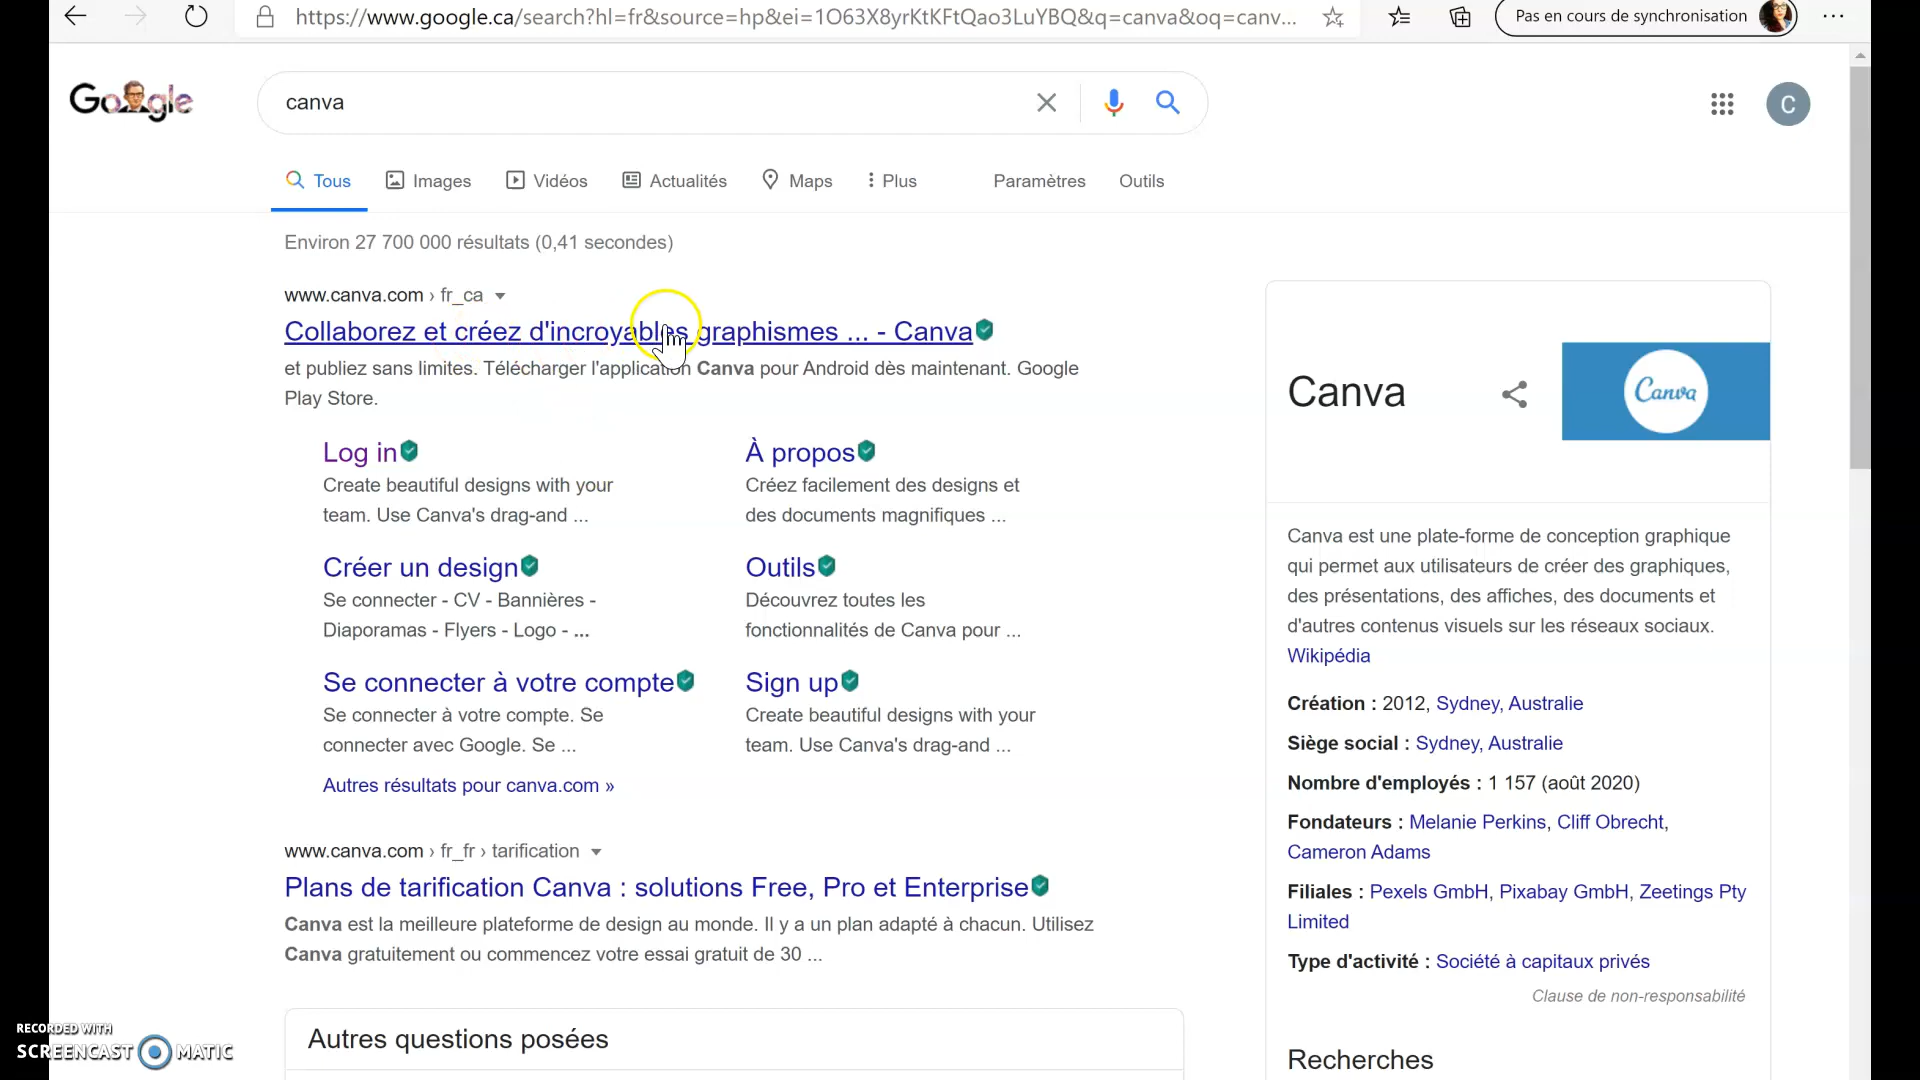 https://www.google.ca/search?hl=fr&source=hp&ei=1O63X8yrKtKFtQao3LuYBQ&q=canva&oq=canv...
Pas en cours de synchronisation
Google
canva
C
Tous
Images
Vidéos
Actualités
Maps
Plus
Paramètres
Outils
Environ 27 700 000 résultats (0,41 secondes)
www.canva.com › fr_ca
Collaborez et créez d'incroyables graphismes ... - Canva
et publiez sans limites. Télécharger l'application Canva pour Android dès maintenant. Google
Play Store.
Log in
Create beautiful designs with your
team. Use Canva's drag-and ...
À propos
Créez facilement des designs et
des documents magnifiques ...
Créer un design
Se connecter - CV - Bannières -
Diaporamas - Flyers - Logo - ...
Outils
Découvrez toutes les
fonctionnalités de Canva pour ...
Se connecter à votre compte
Se connecter à votre compte. Se
connecter avec Google. Se ...
Sign up
Create beautiful designs with your
team. Use Canva's drag-and ...
Autres résultats pour canva.com »
www.canva.com › fr_fr › tarification
Plans de tarification Canva : solutions Free, Pro et Enterprise
Canva est la meilleure plateforme de design au monde. Il y a un plan adapté à chacun. Utilisez
Canva gratuitement ou commencez votre essai gratuit de 30 ...
Autres questions posées
Canva
Canva
Canva est une plate-forme de conception graphique
qui permet aux utilisateurs de créer des graphiques,
des présentations, des affiches, des documents et
d'autres contenus visuels sur les réseaux sociaux.
Wikipédia
Création : 2012, Sydney, Australie
Siège social : Sydney, Australie
Nombre d'employés : 1 157 (août 2020)
Fondateurs : Melanie Perkins, Cliff Obrecht,
Cameron Adams
Filiales : Pexels GmbH, Pixabay GmbH, Zeetings Pty
Limited
Type d'activité : Société à capitaux privés
Clause de non-responsabilité
Recherches
RECORDED WITH
SCREENCAST MATIC